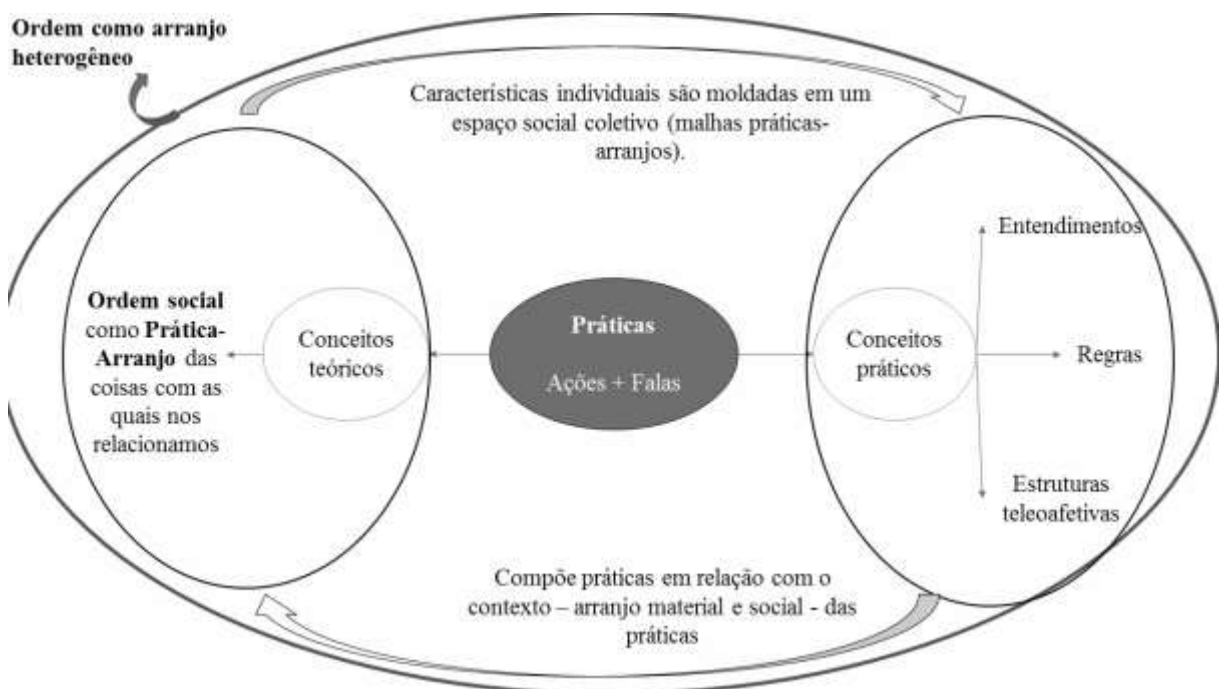 Ordem como arranjo
heterogêneo
Características individuais são moldadas em um
espaço social coletivo (malhas práticas-
arranjos).
Ordem social
como Prática-
Arranjo das
coisas com as
quais nos
relacionamos
Conceitos
teóricos
Práticas
Ações + Falas
Conceitos
práticos
Entendimentos
Regras
Estruturas
teleoafetivas
Compõe práticas em relação com o
contexto – arranjo material e social - das
práticas